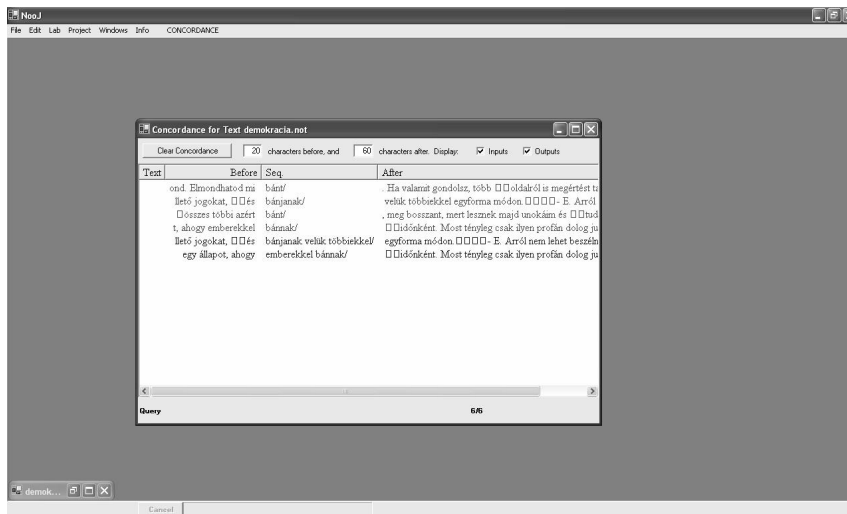 NooJ
File Edit Lab Project Windows Info CONCORDANCE
Concordance for Text demokracia.not
Clear Concordance 20 characters before, and 60 characters after. Display: Inputs Outputs
Text Before Seq. After
ond. Elmondhatod mi bánt/ . Ha valamit gondolsz, több □□oldalról is megértést ta
llető jogokat, □□és bánjanak/ velük többiekkel egyforma módon.□□□□- E. Arról
□összes többi azért bánt/ , meg bosszant, mert lesznek majd unokáim és □□tud
t, ahogy emberekkel bánnak/ □□időnként. Most tényleg csak ilyen profán dolog ju
llető jogokat, □□és bánjanak velük többiekkel/ egyforma módon.□□□□- E. Arról nem lehet beszéln
egy állapot, ahogy emberekkel bánnak/ □□időnként. Most tényleg csak ilyen profán dolog ju
Query 6/6
demok...
Cancel